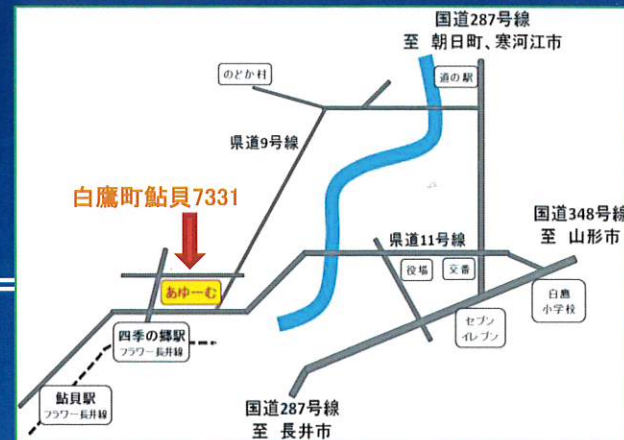 国道287号線
至 朝日町、寒河江市
のどか村
道の駅
県道9号線
白鷹町鮎貝7331
国道348号線
至 山形市
県道11号線
役場
交番
あゆーむ
白鷹
小学校
セブン
イレブン
四季の郷駅
フラワー長井線
鮎貝駅
フラワー長井線
国道287号線
至 長井市